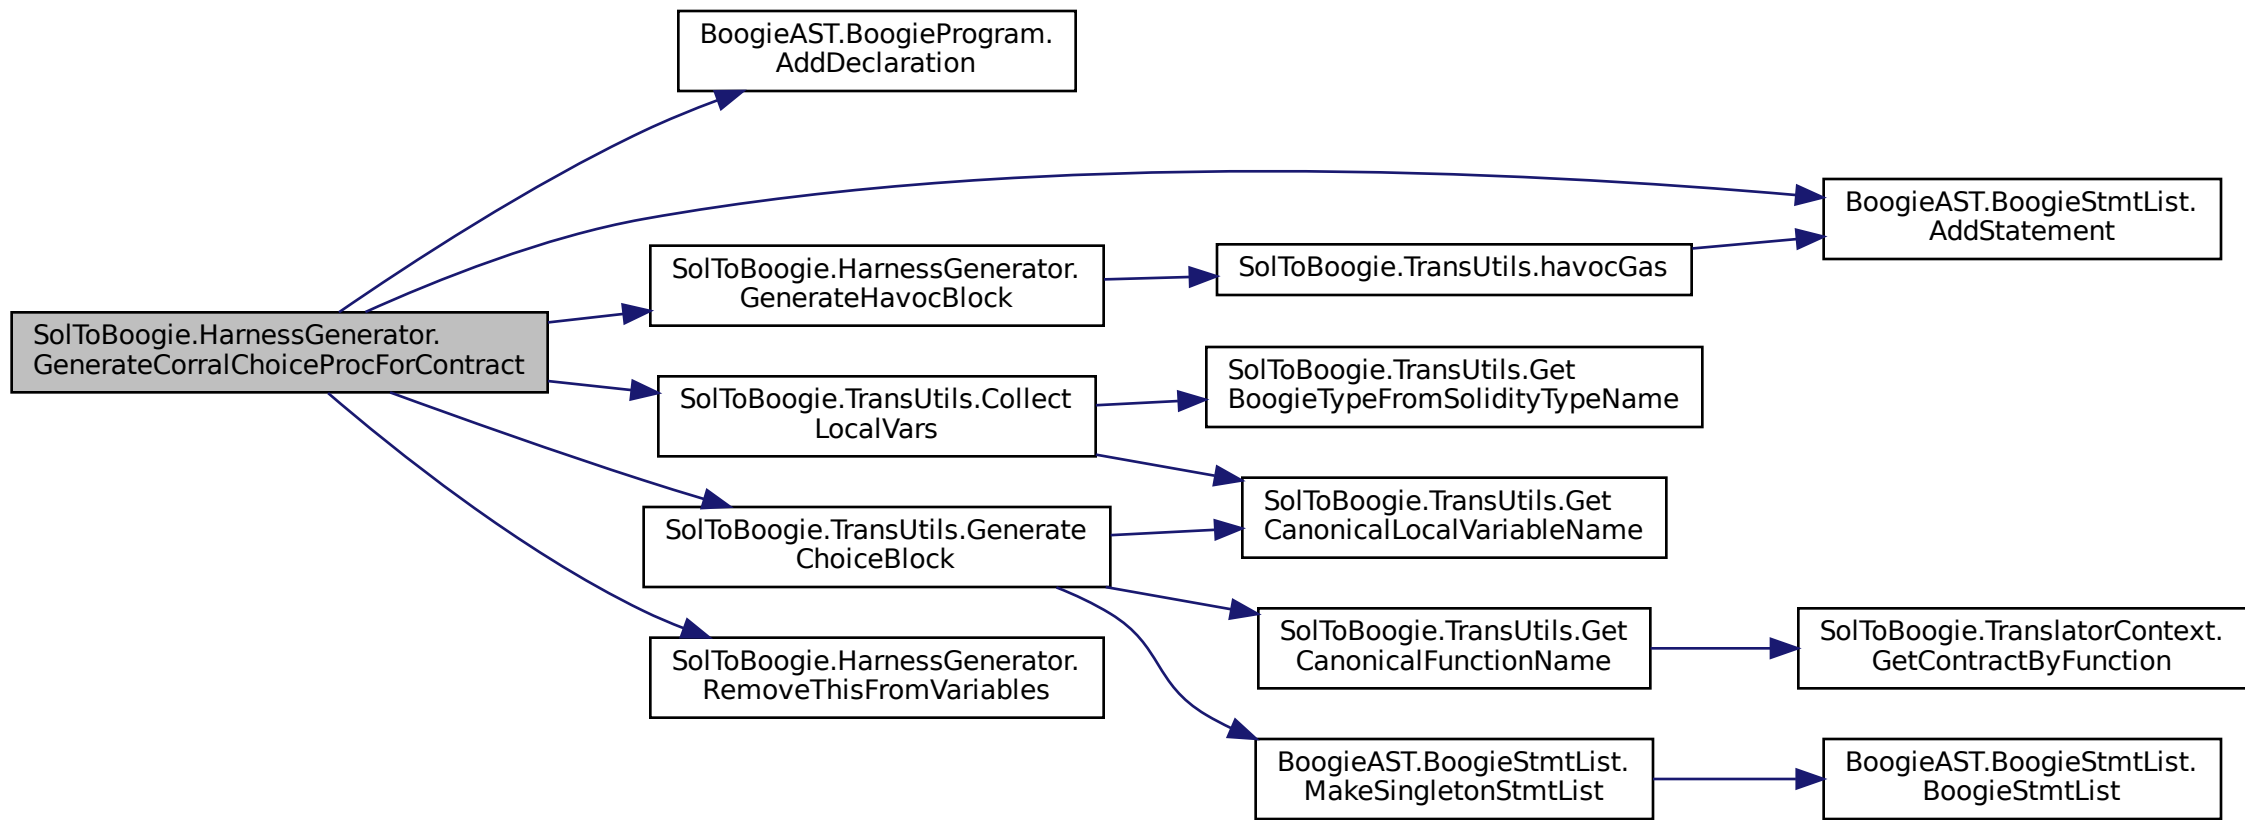 BoogieAST.BoogieProgram.
AddDeclaration
BoogieAST.BoogieStmtList.
AddStatement
SolToBoogie.HarnessGenerator.
GenerateHavocBlock
SolToBoogie.TransUtils.havocGas
SolToBoogie.HarnessGenerator.
GenerateCorralChoiceProcForContract
SolToBoogie.TransUtils.Collect
LocalVars
SolToBoogie.TransUtils.Get
BoogieTypeFromSolidityTypeName
SolToBoogie.TransUtils.Get
CanonicalLocalVariableName
SolToBoogie.TransUtils.Generate
ChoiceBlock
SolToBoogie.TransUtils.Get
CanonicalFunctionName
SolToBoogie.TranslatorContext.
GetContractByFunction
SolToBoogie.HarnessGenerator.
RemoveThisFromVariables
BoogieAST.BoogieStmtList.
MakeSingletonStmtList
BoogieAST.BoogieStmtList.
BoogieStmtList